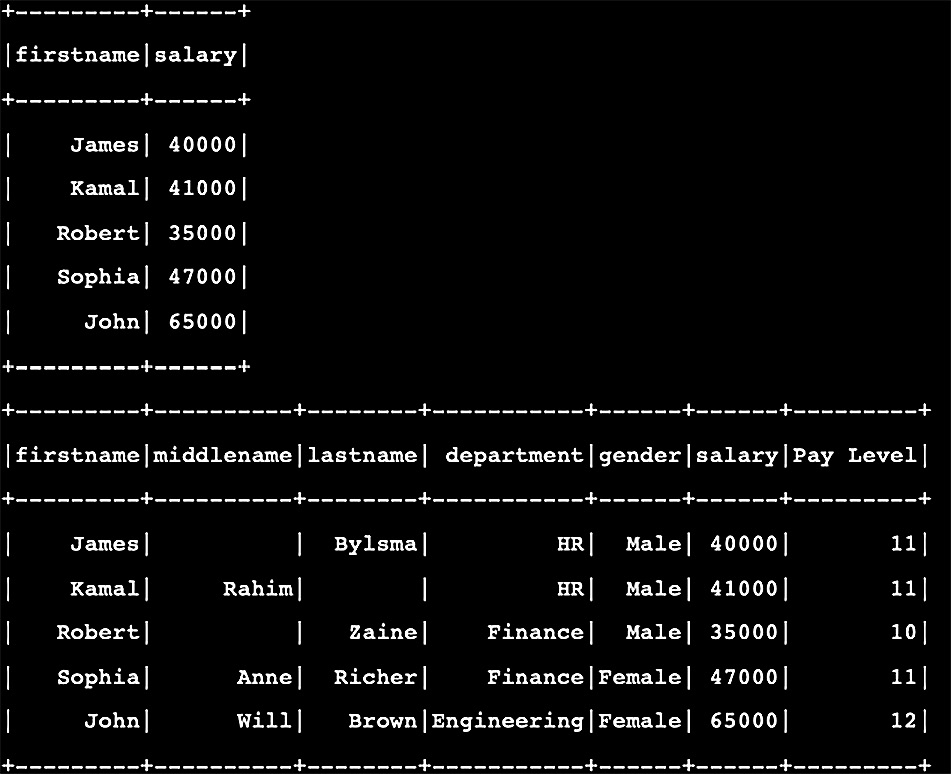 +---------+------+
|firstname|salary|
+---------+------+
|    James| 40000|
|    Kamal| 41000|
|   Robert| 35000|
|   Sophia| 47000|
|     John| 65000|
+---------+------+
+---------+----------+--------+-----------+------+------+---------+
|firstname|middlename|lastname| department|gender|salary|Pay Level|
+---------+----------+--------+-----------+------+------+---------+
|    James|          |  Bylsma|         HR|  Male| 40000|       11|
|    Kamal|     Rahim|        |         HR|  Male| 41000|       11|
|   Robert|          |   Zaine|    Finance|  Male| 35000|       10|
|   Sophia|      Anne|  Richer|    Finance|Female| 47000|       11|
|     John|      Will|   Brown|Engineering|Female| 65000|       12|
+---------+----------+--------+-----------+------+------+---------+